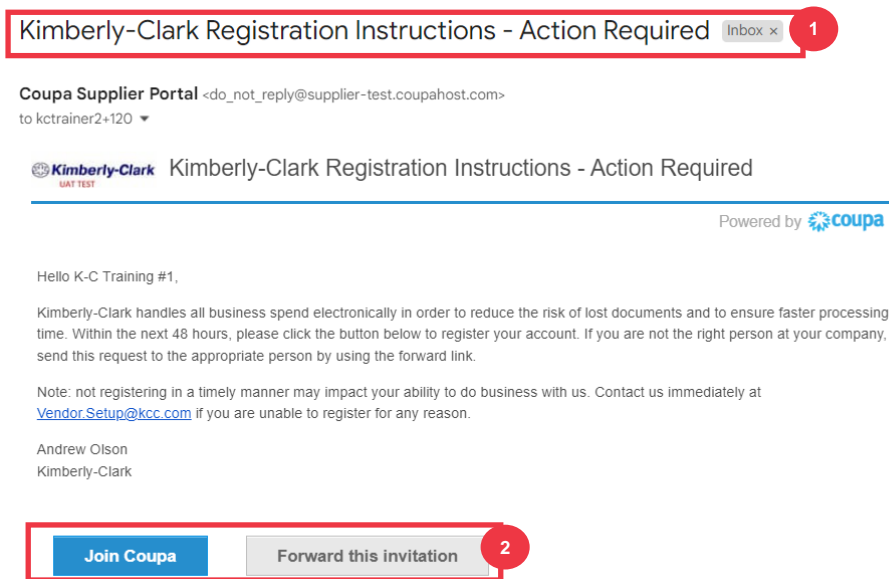 Kimberly-Clark Registration Instructions - Action Required Inbox × 1
Coupa Supplier Portal <do_not_reply@supplier-test.coupahost.com>
to kctrainer2+120
Kimberly-Clark Kimberly-Clark Registration Instructions - Action Required
UAT TEST
Powered by coupa
Hello K-C Training #1,
Kimberly-Clark handles all business spend electronically in order to reduce the risk of lost documents and to ensure faster processing
time. Within the next 48 hours, please click the button below to register your account. If you are not the right person at your company,
send this request to the appropriate person by using the forward link.
Note: not registering in a timely manner may impact your ability to do business with us. Contact us immediately at
Vendor.Setup@kcc.com if you are unable to register for any reason.
Andrew Olson
Kimberly-Clark
Join Coupa Forward this invitation 2